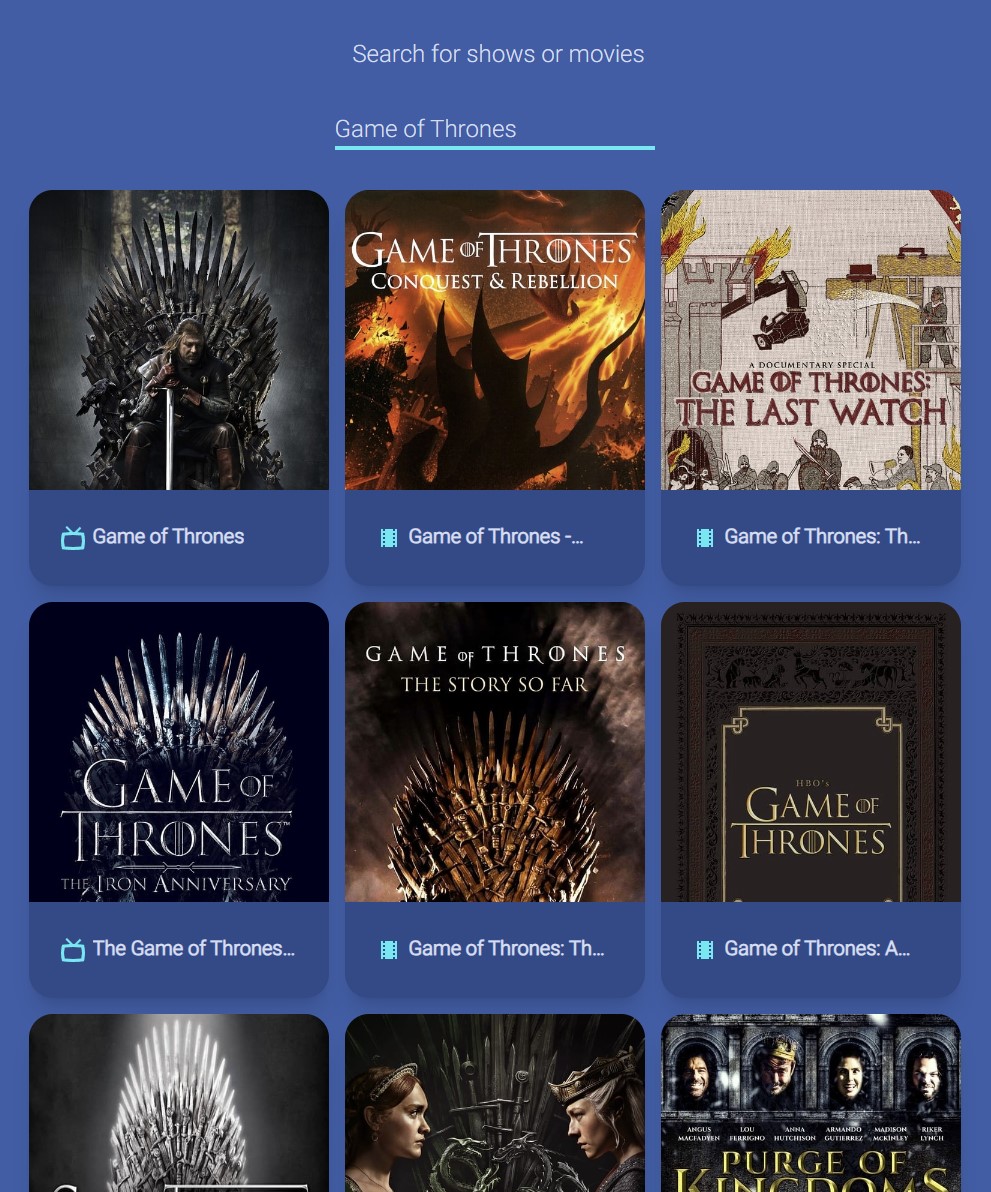 Search for shows or movies
Game of Thrones
GAME OF THRONES
CONQUEST & REBELLION
A DOCUMENTARY SPECIAL
GAME OF THRONES:
THE LAST WATCH
Game of Thrones
Game of Thrones -...
Game of Thrones: Th...
GAME OF
THRONES
THE IRON ANNIVERSARY
GAME OF THRONES
THE STORY SO FAR
HBO's
GAME OF
THRONES
The Game of Thrones...
Game of Thrones: Th...
Game of Thrones: A...
ANGUS MACFADYEN
LOU FERRIGNO
ANNA HUTCHISON
ARMANDO GUTIERREZ
MADISON MCKINLEY
RIKER LYNCH
PURGE OF
KINGDOMS